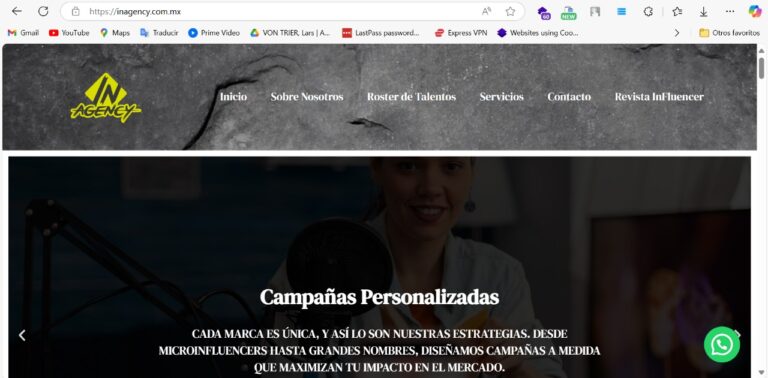 https://inagency.com.mx
60
NEW
Gmail
YouTube
Maps
Traducir
Prime Video
VON TRIER, Lars | A...
LastPass password...
Express VPN
Websites using Coo...
Otros favoritos
IN
AGENCY
Inicio
Sobre Nosotros
Roster de Talentos
Servicios
Contacto
Revista InFluencer
Campañas Personalizadas
CADA MARCA ES ÚNICA, Y ASÍ LO SON NUESTRAS ESTRATEGIAS. DESDE
MICROINFLUENCERS HASTA GRANDES NOMBRES, DISEÑAMOS CAMPAÑAS A MEDIDA
QUE MAXIMIZAN TU IMPACTO EN EL MERCADO.